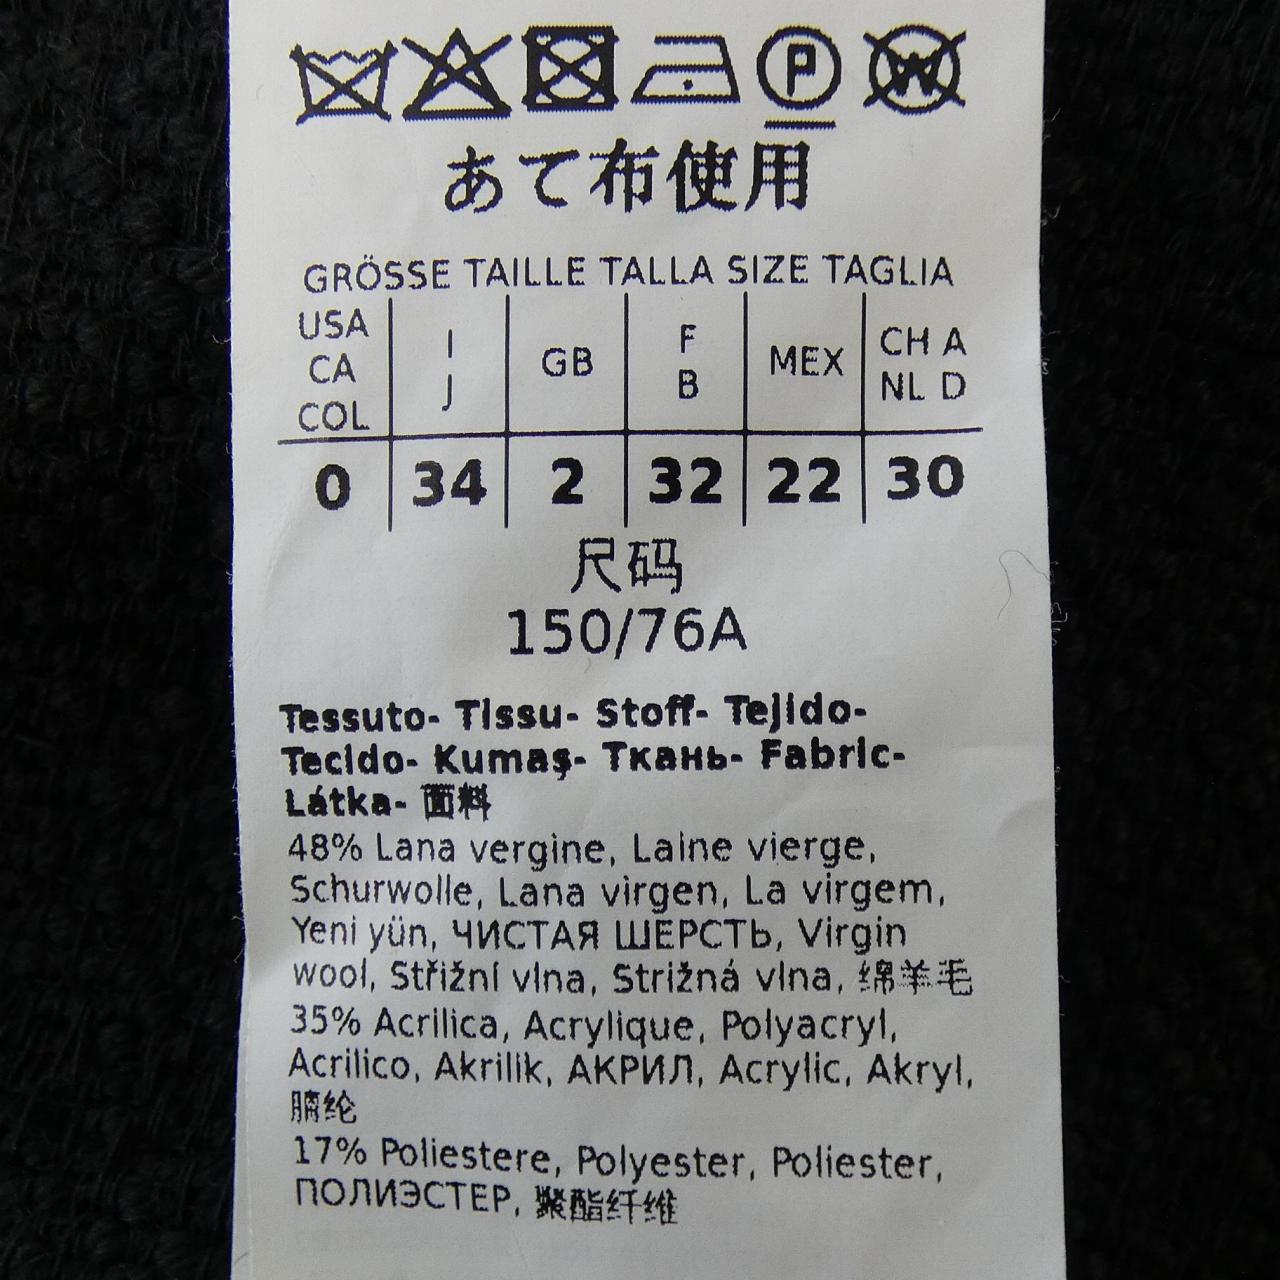 P W
あて布使用
GRÖSSE TAILLE TALLA SIZE TAGLIA
USA CA COL | I J | GB | F B | MEX | CH A NL D
0 | 34 | 2 | 32 | 22 | 30
尺码
150/76A
Tessuto- Tissu- Stoff- Tejido-
Tecido- Kumaş- Ткань- Fabric-
Látka- 面料
48% Lana vergine, Laine vierge,
Schurwolle, Lana virgen, La virgem,
Yeni yün, ЧИСТАЯ ШЕРСТЬ, Virgin
wool, Střižní vlna, Strižná vlna, 绵羊毛
35% Acrilica, Acrylique, Polyacryl,
Acrilico, Akrilik, АКРИЛ, Acrylic, Akryl,
腈纶
17% Poliestere, Polyester, Poliester,
ПОЛИЭСТЕР, 聚酯纤维